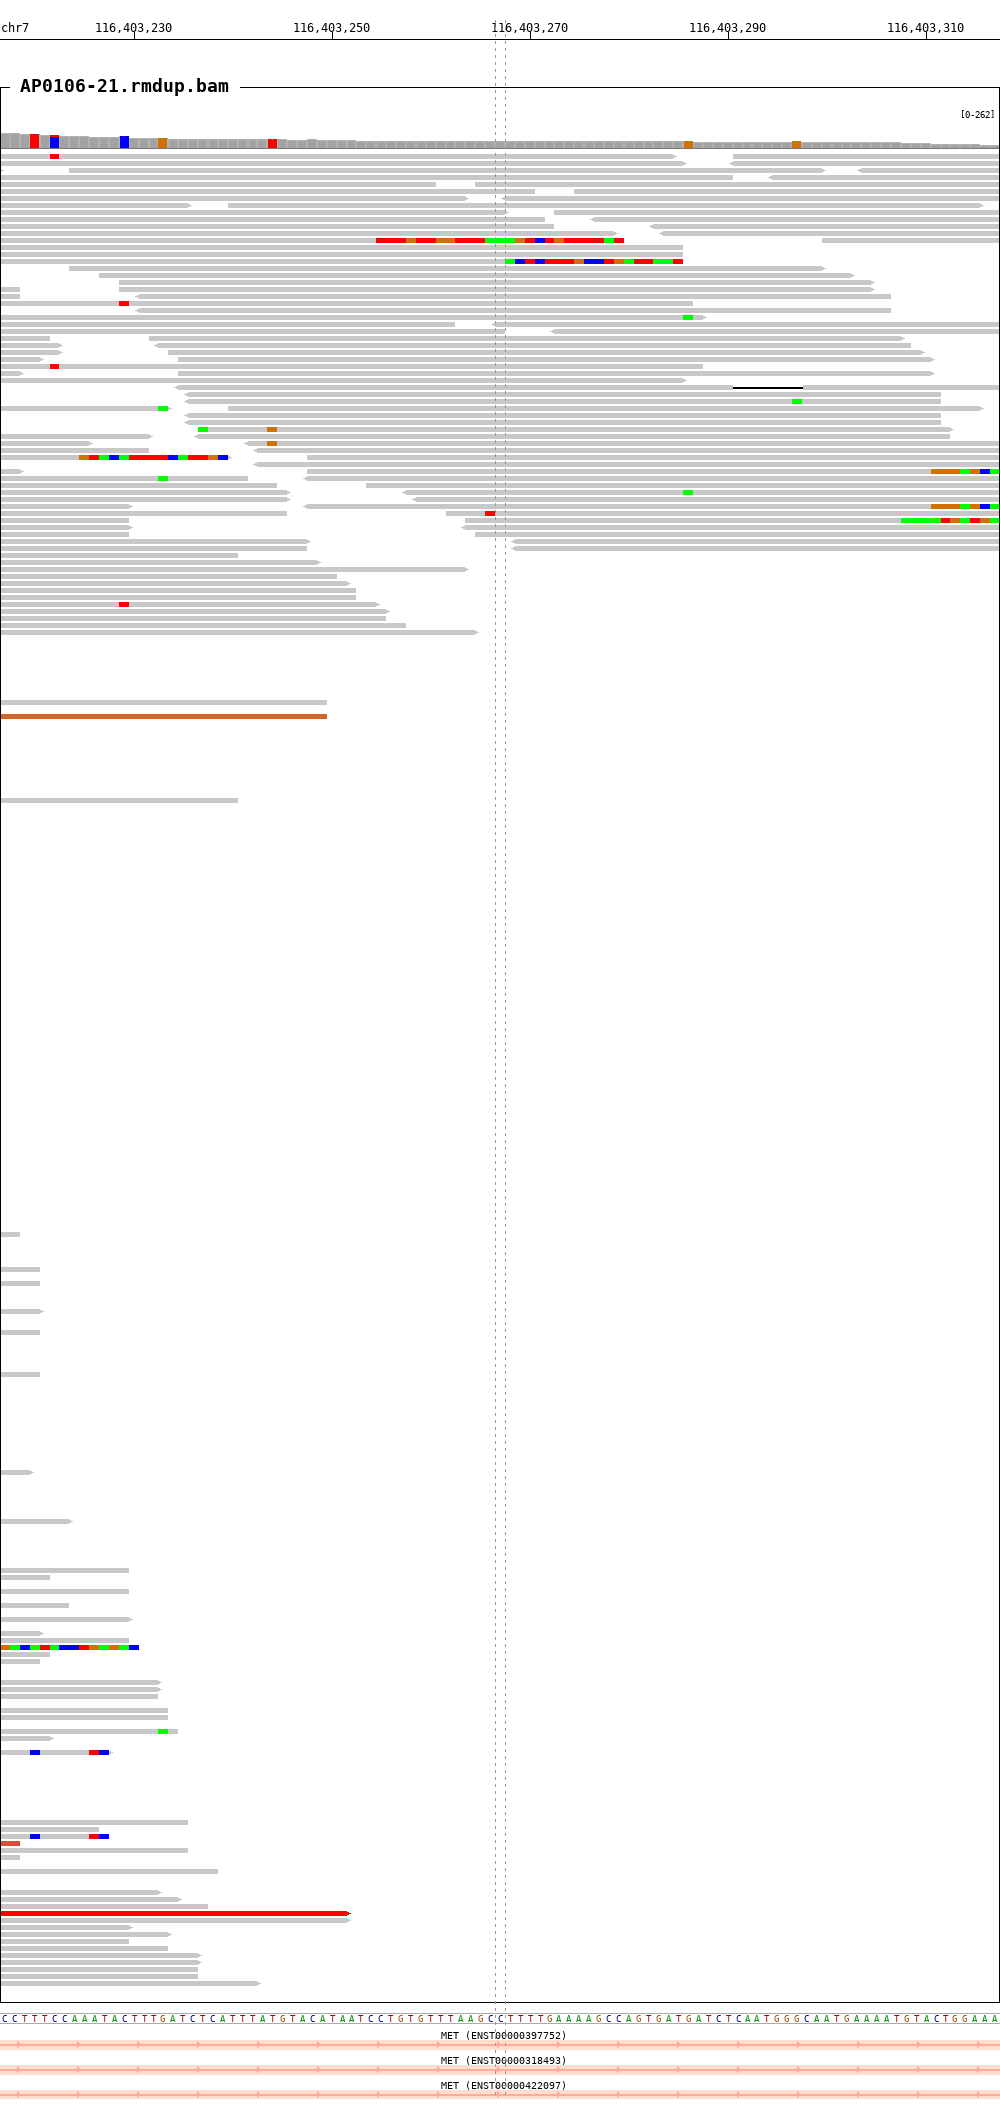 chr7 116,403,230 116,403,250 116,403,270 116,403,290 116,403,310
AP0106-21.rmdup.bam
[0-262]
CCTTTCCAAATACTTTGATCTCATTTATGTACATAATCCTGTGTTTAAGCCTTTTGAAAAGCCAGTGATGATCTCAATGGGCAATGAAAATGTACTGGAAA
MET (ENST00000397752)
MET (ENST00000318493)
MET (ENST00000422097)